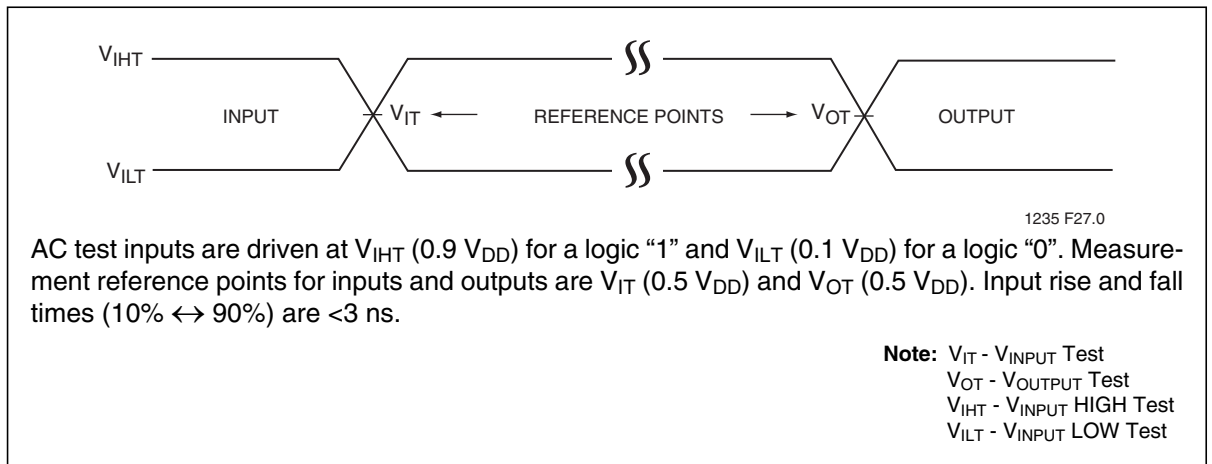 VIHT
INPUT VIT REFERENCE POINTS VOT OUTPUT
VILT
1235 F27.0
AC test inputs are driven at VIHT (0.9 VDD) for a logic “1” and VILT (0.1 VDD) for a logic “0”. Measure-
ment reference points for inputs and outputs are VIT (0.5 VDD) and VOT (0.5 VDD). Input rise and fall
times (10% ↔ 90%) are <3 ns.
Note: VIT - VINPUT Test
VOT - VOUTPUT Test
VIHT - VINPUT HIGH Test
VILT - VINPUT LOW Test